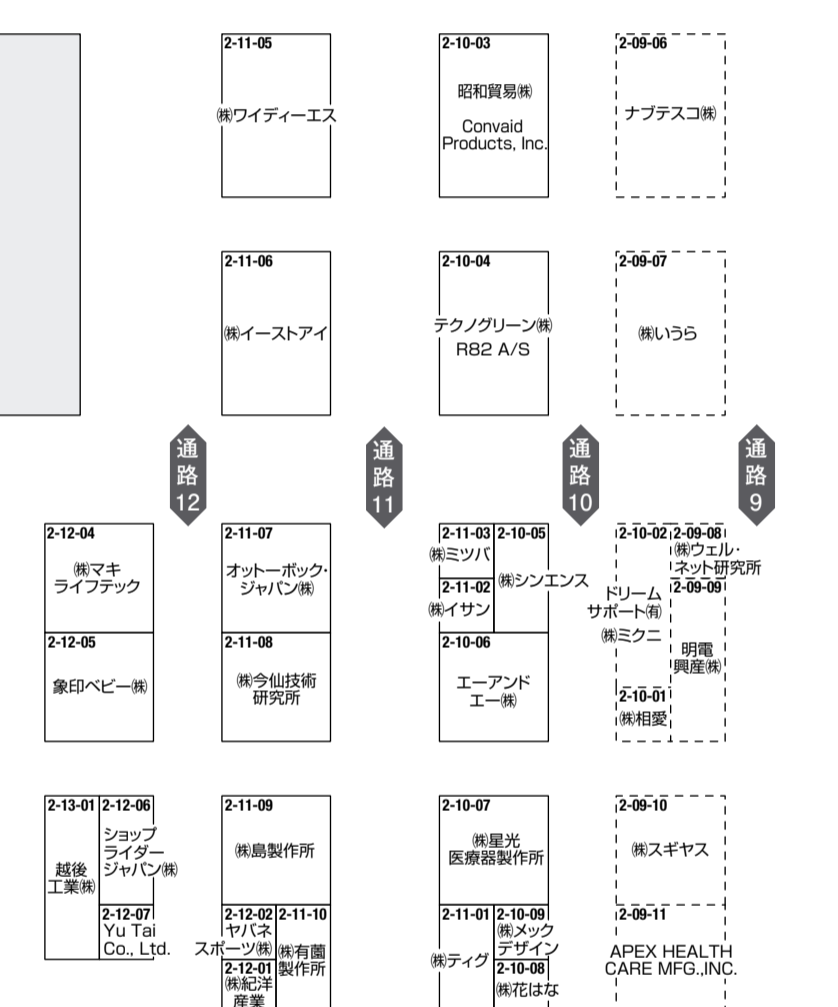 2-11-05
㈱ワイディーエス
2-10-03
昭和貿易㈱
Convaid
Products, Inc.
2-09-06
ナブテスコ㈱
2-11-06
㈱イーストアイ
2-10-04
テクノグリーン㈱
R82 A/S
2-09-07
㈱いうら
通路12
通路11
通路10
通路9
2-12-04
㈱マキ
ライフテック
2-12-05
象印ベビー㈱
2-11-07
オットーボック・
ジャパン㈱
2-11-08
㈱今仙技術
研究所
2-11-03
㈱ミツバ
2-11-02
㈱イサン
2-10-05
㈱シンエンス
2-10-06
エーアンド
エー㈱
2-10-02
ドリーム
サポート㈲
㈱ミクニ
2-10-01
㈱相愛
2-09-08
㈱ウェル・
ネット研究所
2-09-09
明電
興産㈱
2-13-01
越後
工業㈱
2-12-06
ショップ
ライダー
ジャパン㈱
2-12-07
Yu Tai
Co., Ltd.
2-11-09
㈱島製作所
2-12-02
ヤバネ
スポーツ㈱
2-12-01
㈱紀洋
産業
2-11-10
㈱有薗
製作所
2-10-07
㈱星光
医療器製作所
2-11-01
㈱ティグ
2-10-09
㈱メック
デザイン
2-10-08
㈱花はな
2-09-10
㈱スギヤス
2-09-11
APEX HEALTH
CARE MFG.,INC.